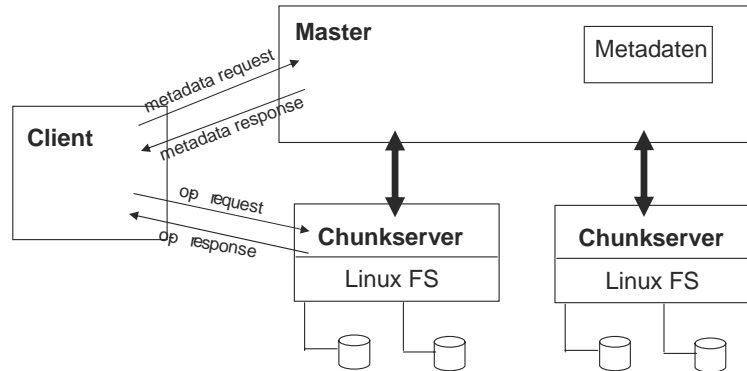 Master
Metadaten
metadata request
metadata response
Client
op request
op response
Chunkserver
Linux FS
Chunkserver
Linux FS